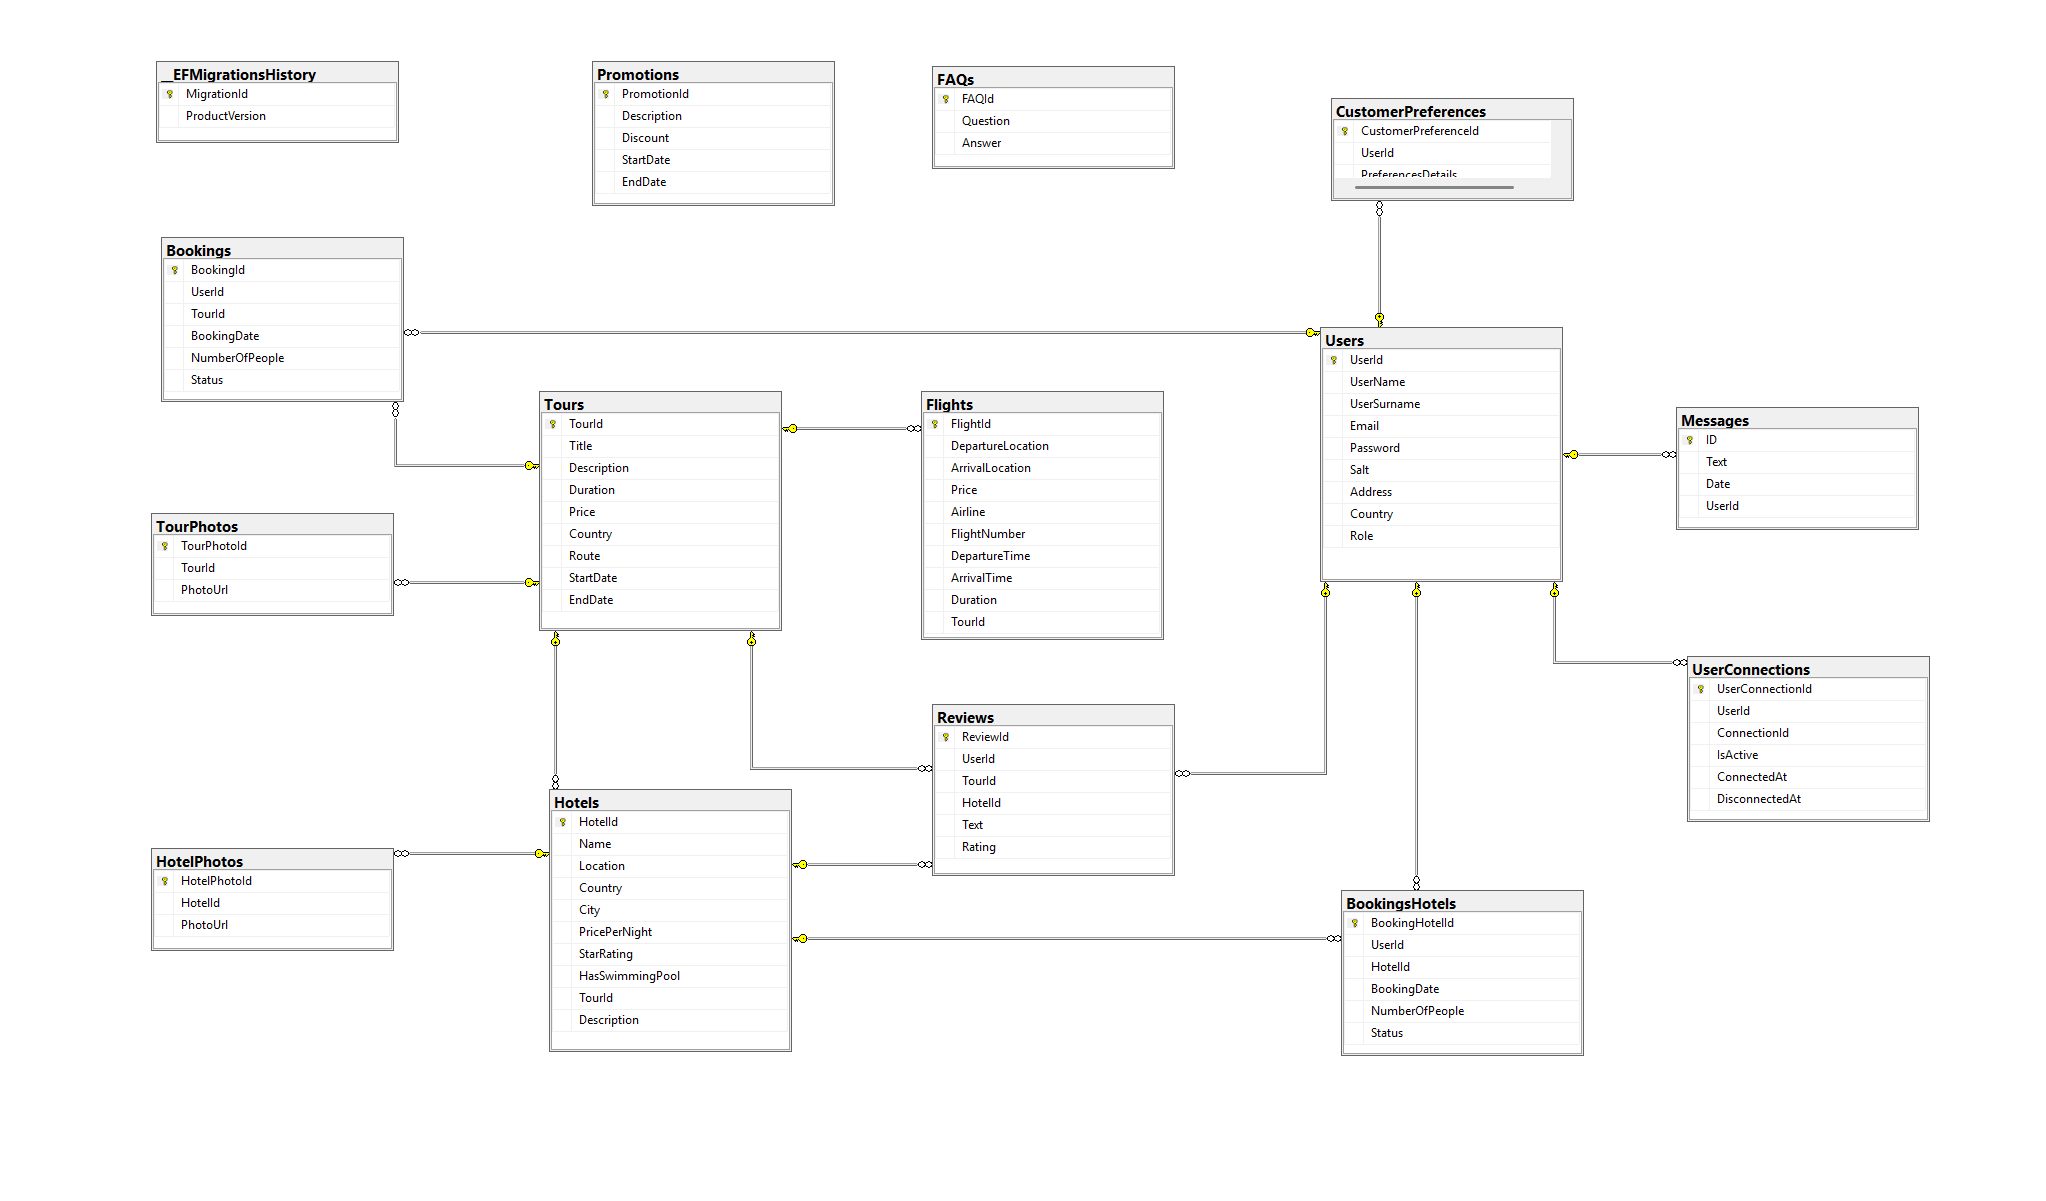 __EFMigrationsHistory
MigrationId
ProductVersion
Promotions
PromotionId
Description
Discount
StartDate
EndDate
FAQs
FAQId
Question
Answer
CustomerPreferences
CustomerPreferenceId
UserId
PreferencesDetails
Bookings
BookingId
UserId
TourId
BookingDate
NumberOfPeople
Status
Tours
TourId
Title
Description
Duration
Price
Country
Route
StartDate
EndDate
Flights
FlightId
DepartureLocation
ArrivalLocation
Price
Airline
FlightNumber
DepartureTime
ArrivalTime
Duration
TourId
Users
UserId
UserName
UserSurname
Email
Password
Salt
Address
Country
Role
Messages
ID
Text
Date
UserId
TourPhotos
TourPhotoId
TourId
PhotoUrl
UserConnections
UserConnectionId
UserId
ConnectionId
IsActive
ConnectedAt
DisconnectedAt
Reviews
ReviewId
UserId
TourId
HotelId
Text
Rating
Hotels
HotelId
Name
Location
Country
City
PricePerNight
StarRating
HasSwimmingPool
TourId
Description
HotelPhotos
HotelPhotoId
HotelId
PhotoUrl
BookingsHotels
BookingHotelId
UserId
HotelId
BookingDate
NumberOfPeople
Status